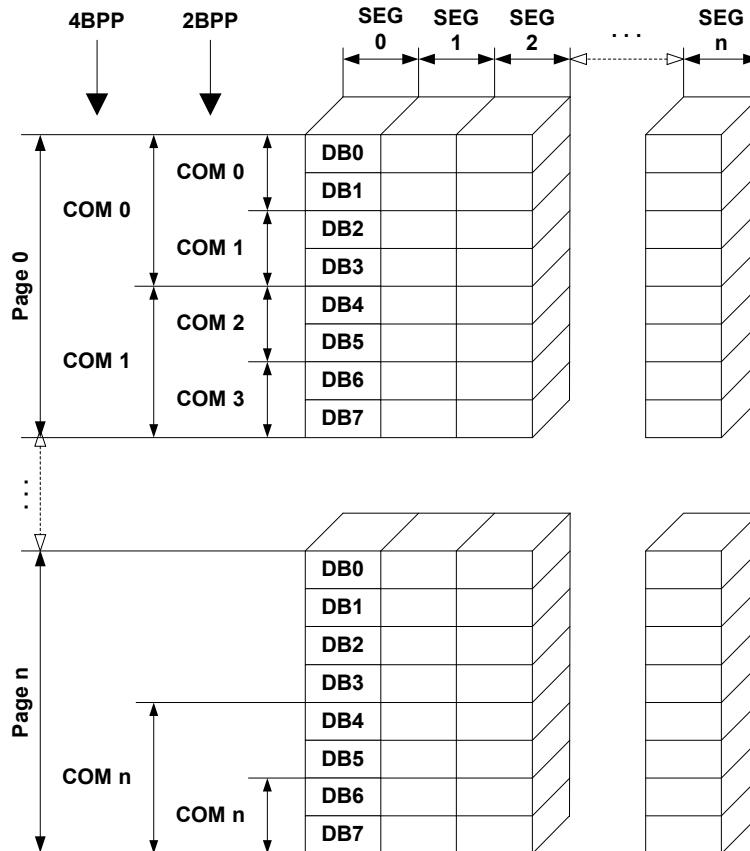 4BPP 2BPP SEG 0 SEG 1 SEG 2 . . . SEG n
Page 0
COM 0
COM 1
COM 0
COM 1
COM 2
COM 3
DB0
DB1
DB2
DB3
DB4
DB5
DB6
DB7
. . .
Page n
COM n
COM n
DB0
DB1
DB2
DB3
DB4
DB5
DB6
DB7